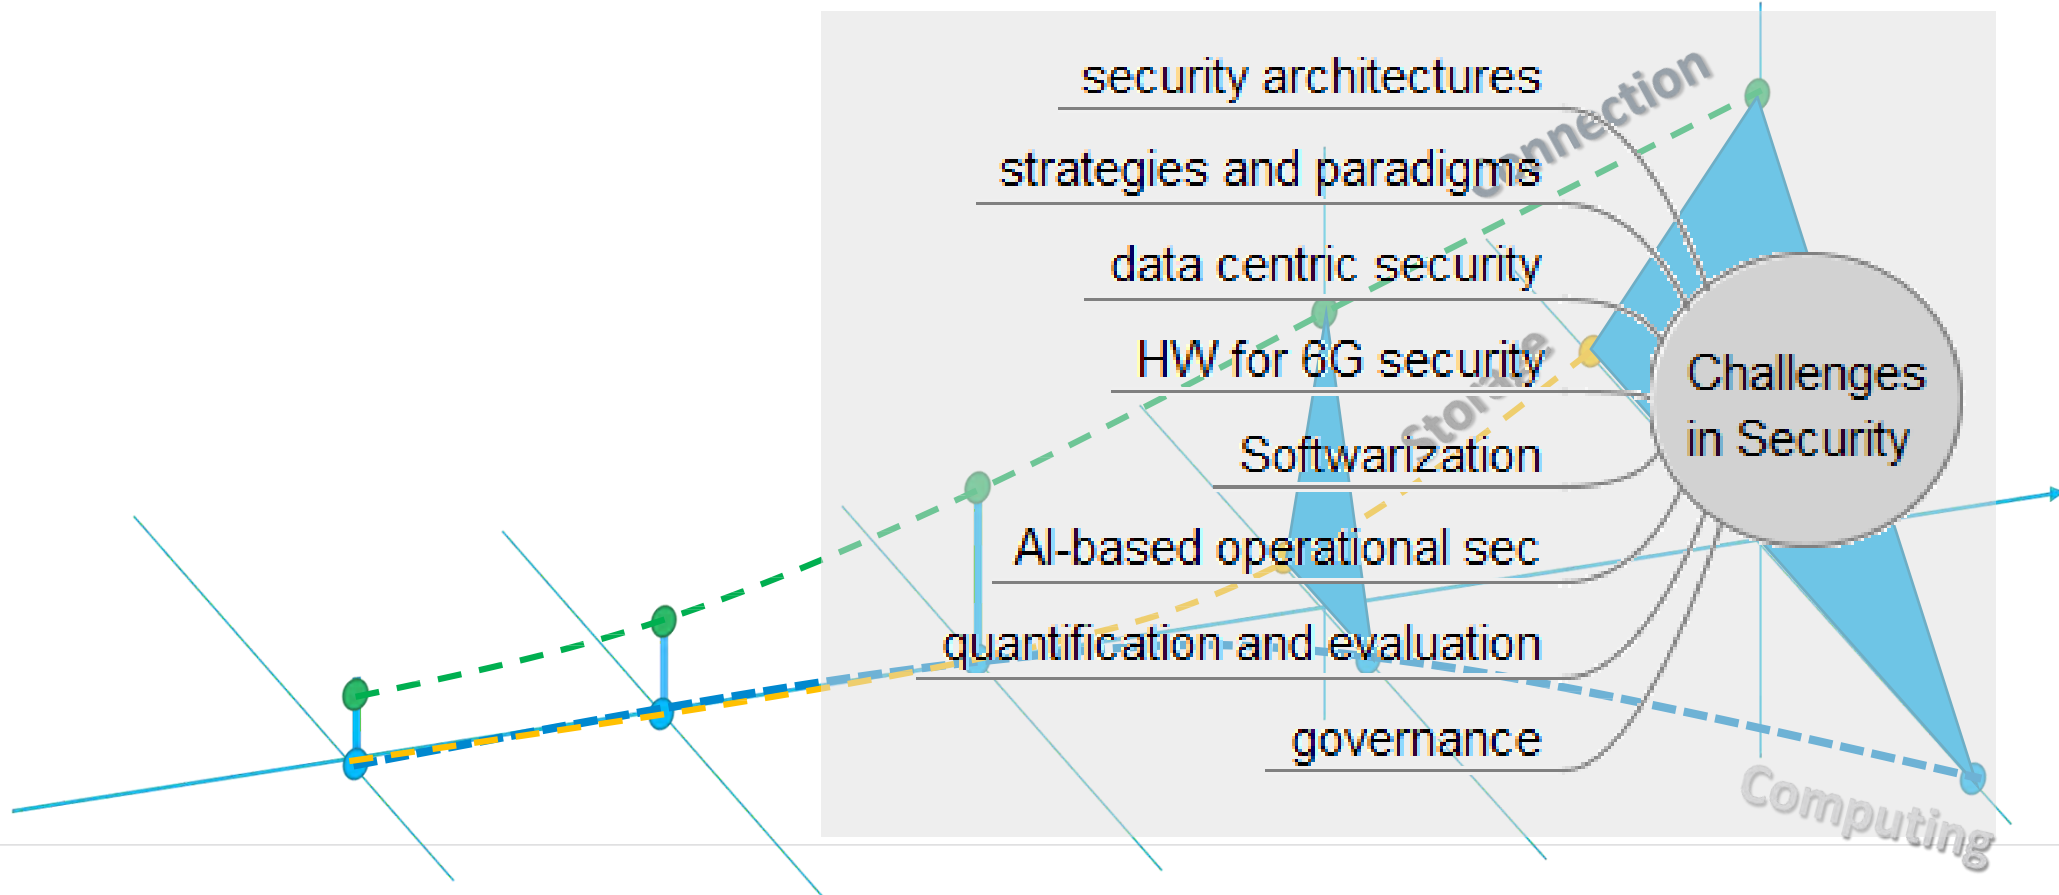 security architectures
Connection
strategies and paradigms
data centric security
HW for 6G security
Storage
Challenges
in Security
Softwarization
AI-based operational sec
quantification and evaluation
governance
Computing